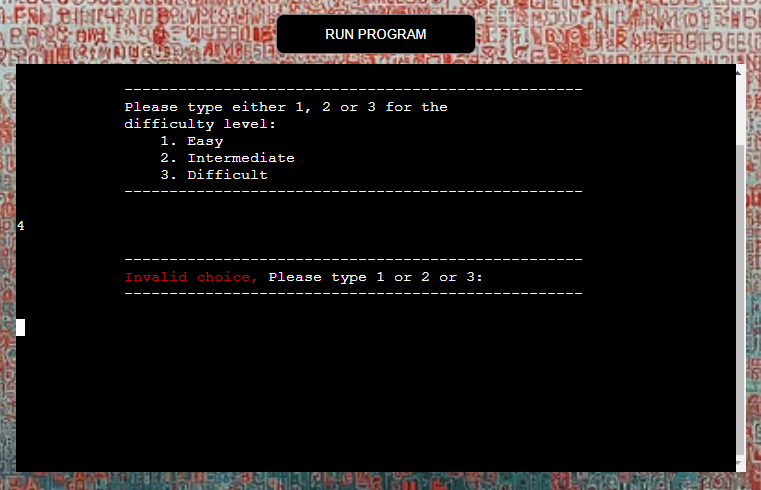 RUN PROGRAM
---------------------------------------------------
Please type either 1, 2 or 3 for the
difficulty level:
1. Easy
2. Intermediate
3. Difficult
---------------------------------------------------
4
---------------------------------------------------
Invalid choice, Please type 1 or 2 or 3:
---------------------------------------------------